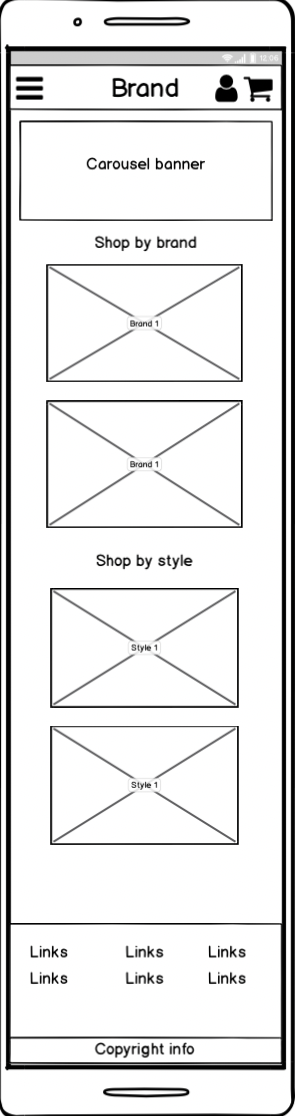 12:06
Brand
Carousel banner
Shop by brand
Brand 1
Brand 1
Shop by style
Style 1
Style 1
Links Links Links
Links Links Links
Copyright info